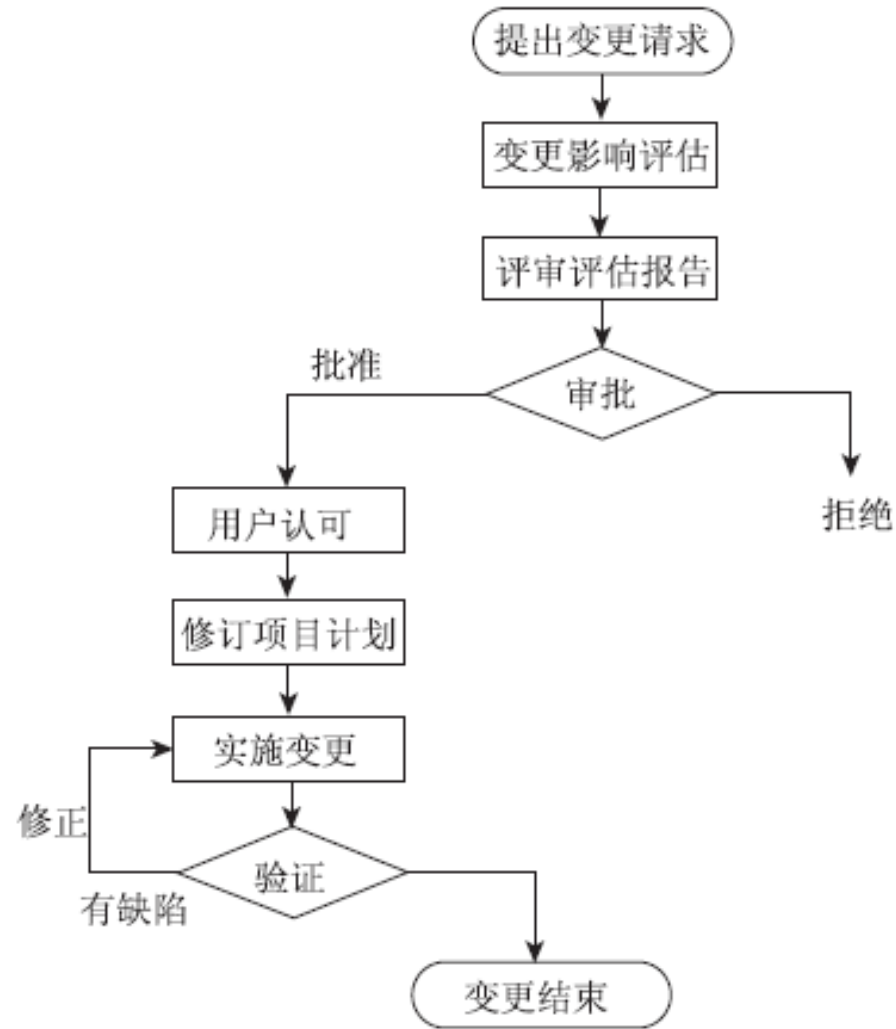 提出变更请求
变更影响评估
评审评估报告
批准
审批
拒绝
用户认可
修订项目计划
实施变更
修正
验证
有缺陷
变更结束